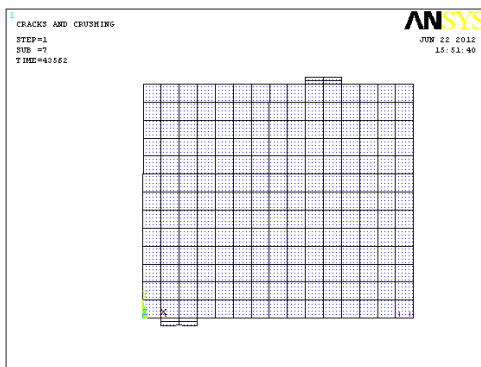 1
CRACKS AND CRUSHING
STEP=1
SUB =7
TIME=43562
ANSYS
JUN 22 2012
15:51:40
X